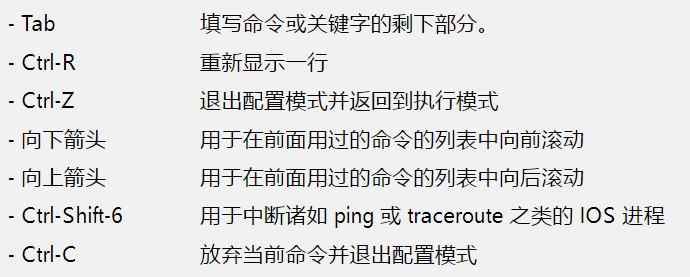 - Tab 填写命令或关键字的剩下部分。
- Ctrl-R 重新显示一行
- Ctrl-Z 退出配置模式并返回到执行模式
- 向下箭头 用于在前面用过的命令的列表中向前滚动
- 向上箭头 用于在前面用过的命令的列表中向后滚动
- Ctrl-Shift-6 用于中断诸如 ping 或 traceroute 之类的 IOS 进程
- Ctrl-C 放弃当前命令并退出配置模式